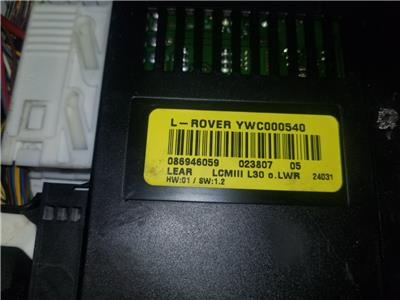 L-ROVER YWC000540
086946059 023807 05
LEAR LCMIII L30 o.LWR 24031
HW:01 / SW:1.2